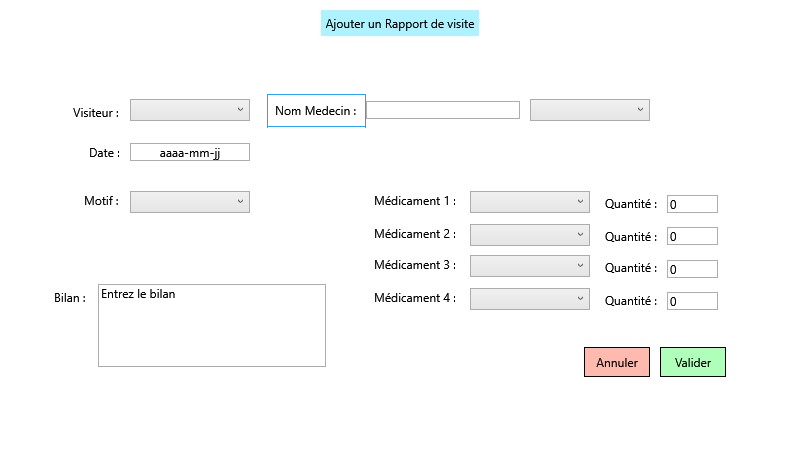 Ajouter un Rapport de visite
Visiteur :
Nom Medecin :
Date :
aaaa-mm-jj
Motif :
Médicament 1 :
Quantité :
0
Médicament 2 :
Quantité :
0
Médicament 3 :
Quantité :
0
Médicament 4 :
Quantité :
0
Bilan :
Entrez le bilan
Annuler
Valider